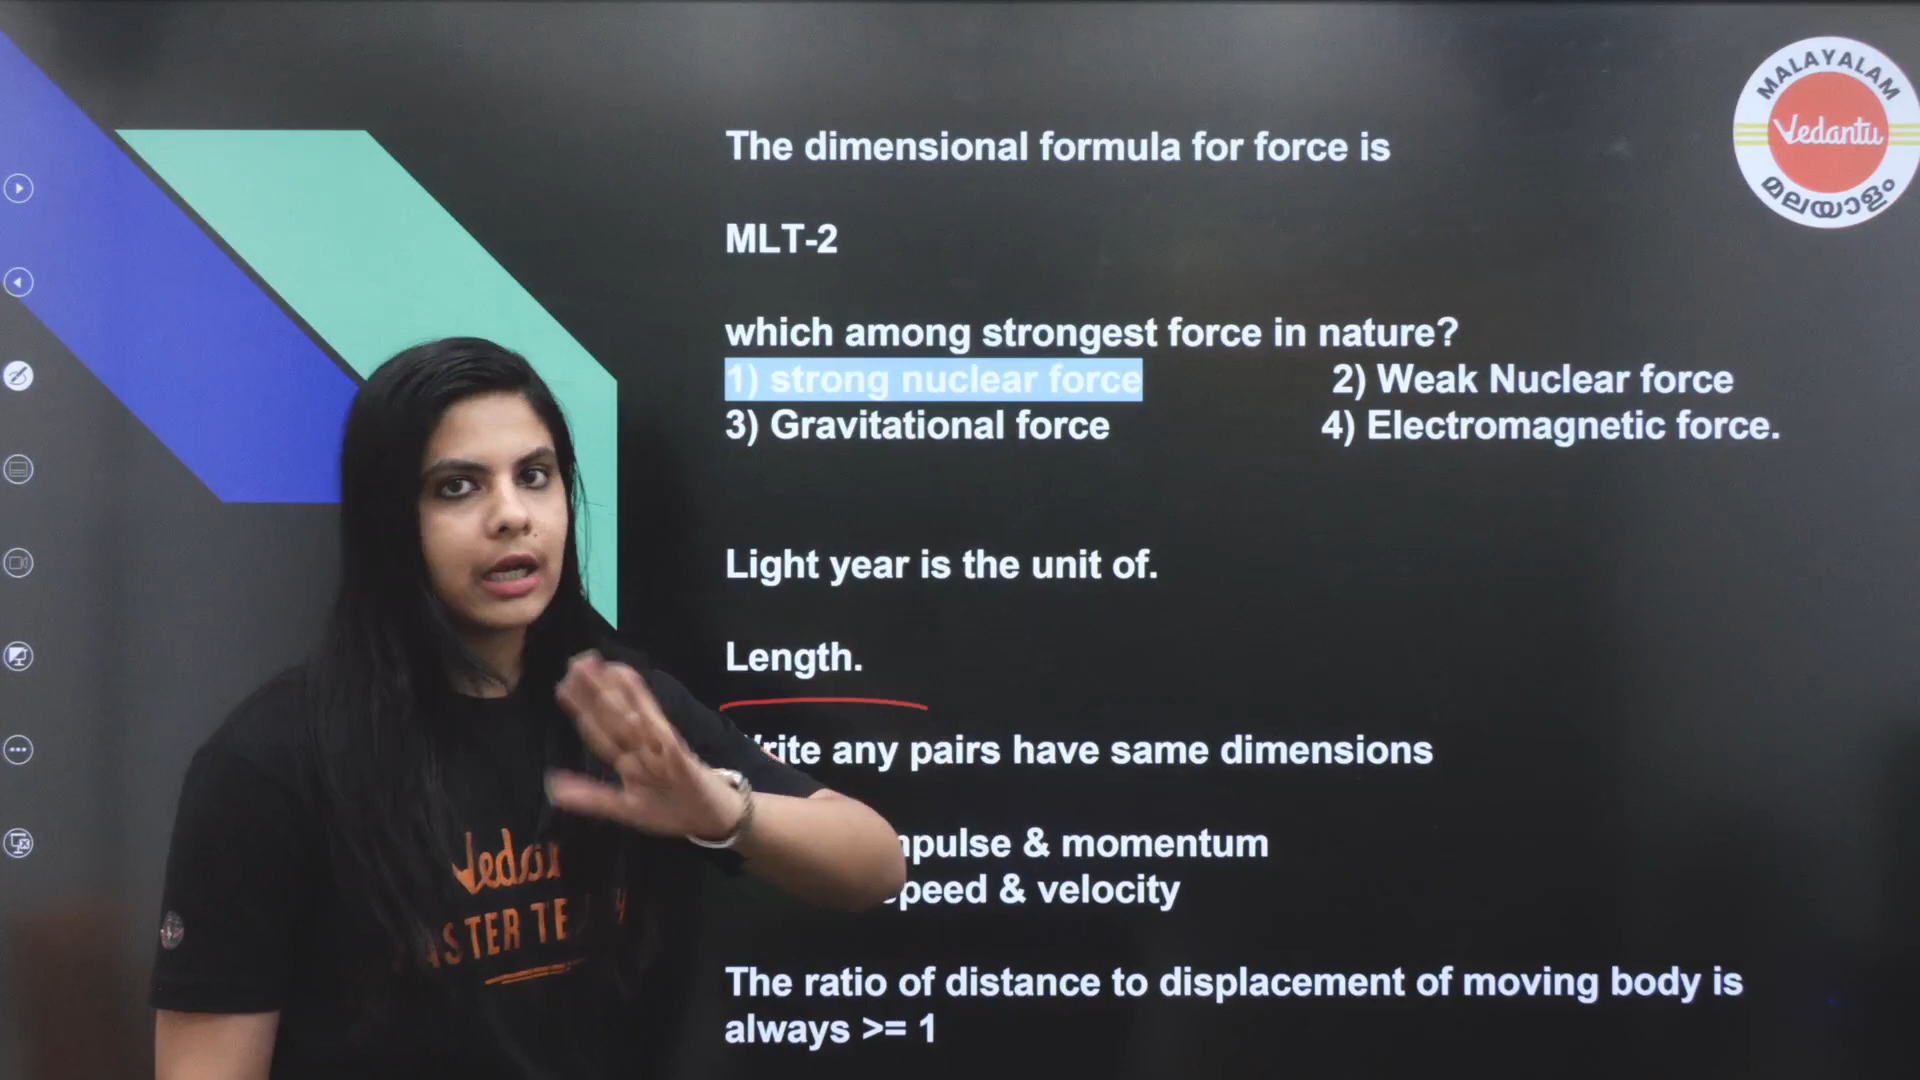 MALAYALAM
Vedantu
മലയാളം
The dimensional formula for force is
MLT-2
which among strongest force in nature?
1) strong nuclear force 2) Weak Nuclear force
3) Gravitational force 4) Electromagnetic force.
Light year is the unit of.
Length.
any pairs have same dimensions
& momentum
& velocity
The ratio of distance to displacement of moving body is
always >= 1